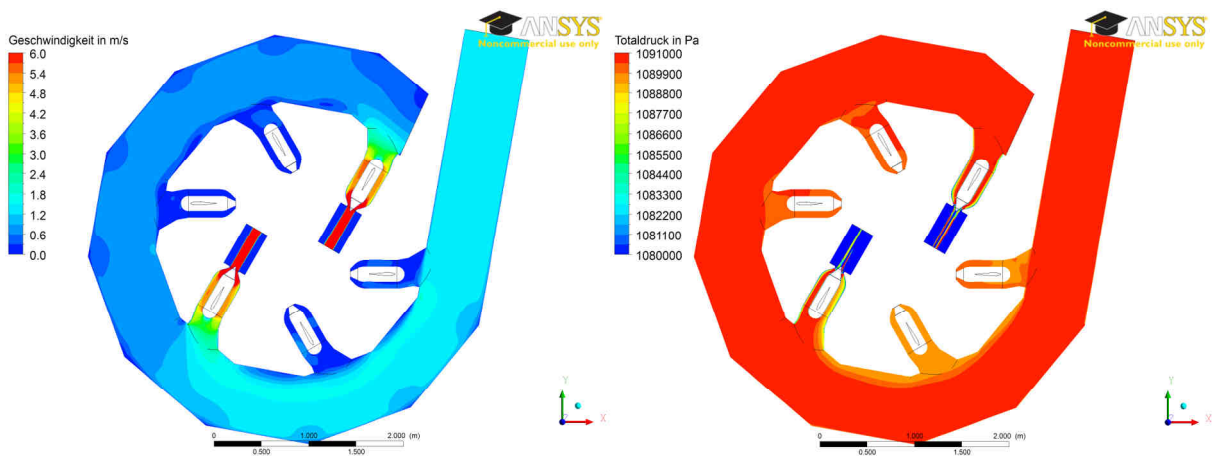 Geschwindigkeit in m/s
6.0
5.4
4.8
4.2
3.6
3.0
2.4
1.8
1.2
0.6
0.0
ANSYS
Noncommercial use only
0 1.000 2.000 (m)
0.500 1.500
Y
Z X
Totaldruck in Pa
1091000
1089900
1088800
1087700
1086600
1085500
1084400
1083300
1082200
1081100
1080000
ANSYS
Noncommercial use only
0 1.000 2.000 (m)
0.500 1.500
Y
Z X